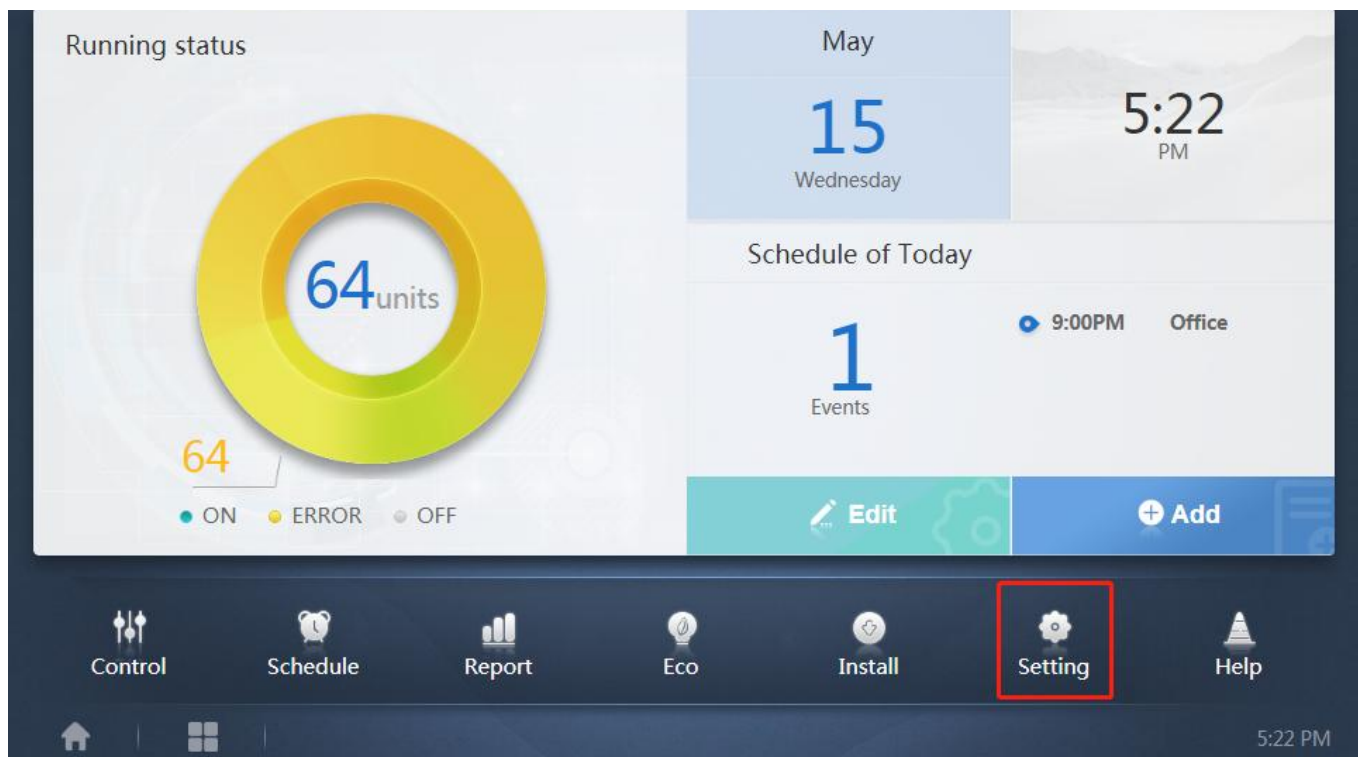 Running status
64units
64
ON ERROR OFF
May
15
Wednesday
5:22
PM
Schedule of Today
1
Events
9:00PM Office
Edit
Add
Control Schedule Report Eco Install Setting Help
5:22 PM